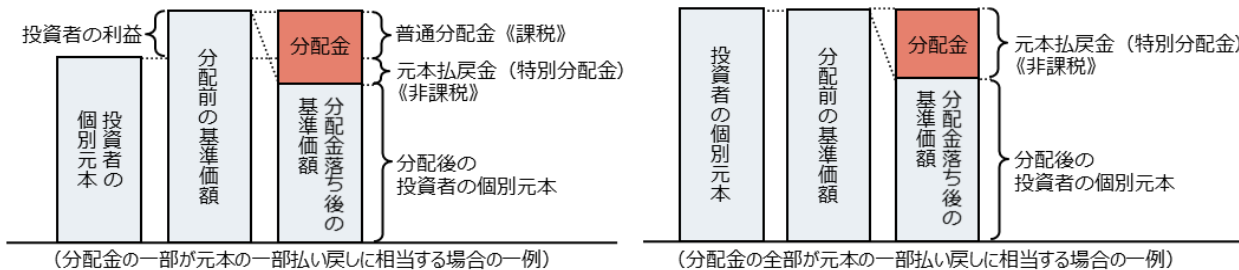 投資者の利益
投資者の
個別元本
分配前の基準価額
分配金
分配金落ち後の
基準価額
普通分配金《課税》
元本払戻金（特別分配金）
《非課税》
分配後の
投資者の個別元本
（分配金の一部が元本の一部払い戻しに相当する場合の一例）
投資者の個別元本
分配前の基準価額
分配金
分配金落ち後の
基準価額
元本払戻金（特別分配金）
《非課税》
分配後の
投資者の個別元本
（分配金の全部が元本の一部払い戻しに相当する場合の一例）